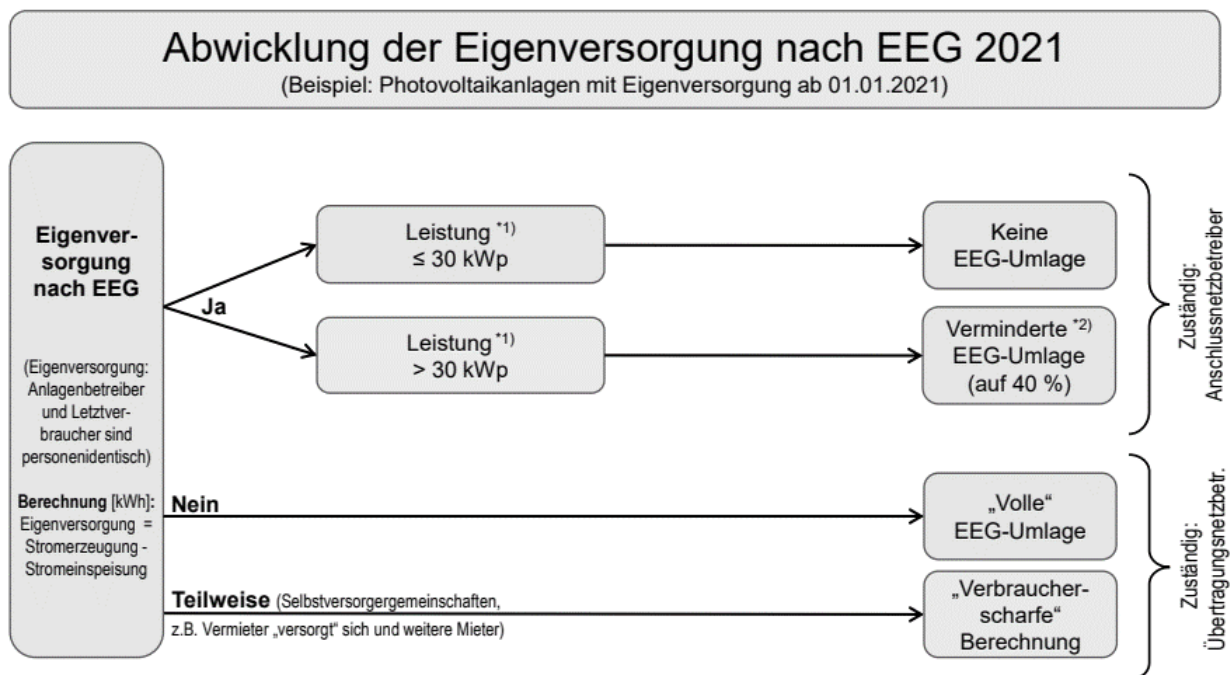 Abwicklung der Eigenversorgung nach EEG 2021
(Beispiel: Photovoltaikanlagen mit Eigenversorgung ab 01.01.2021)
Eigenver-
sorgung
nach EEG
(Eigenversorgung:
Anlagenbetreiber
und Letztver-
braucher sind
personenidentisch)
Berechnung [kWh]:
Eigenversorgung =
Stromerzeugung -
Stromeinspeisung
Ja
Leistung *1)
≤ 30 kWp
Keine
EEG-Umlage
Leistung *1)
> 30 kWp
Verminderte *2)
EEG-Umlage
(auf 40 %)
Zuständig:
Anschlussnetzbetreiber
Nein
„Volle“
EEG-Umlage
Teilweise (Selbstversorgergemeinschaften,
z.B. Vermieter „versorgt“ sich und weitere Mieter)
„Verbraucher-
scharfe“
Berechnung
Zuständig:
Übertragungsnetzbetr.